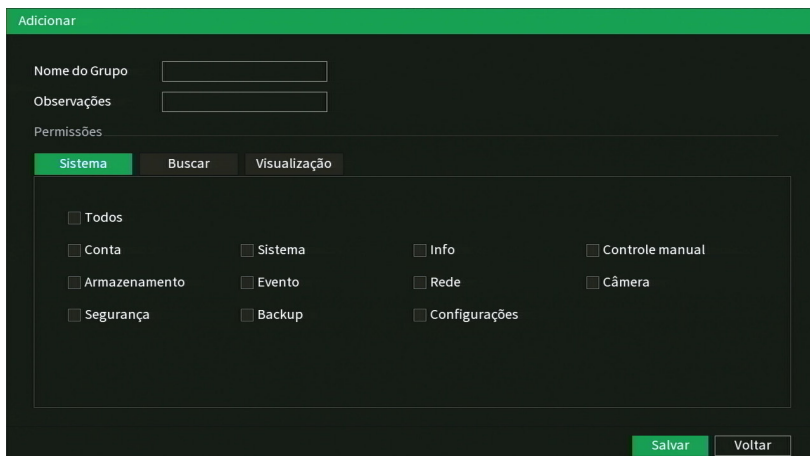 Adicionar
Nome do Grupo
Observações
Permissões
Sistema Buscar Visualização
Todos
Conta Sistema Info Controle manual
Armazenamento Evento Rede Câmera
Segurança Backup Configurações
Salvar Voltar